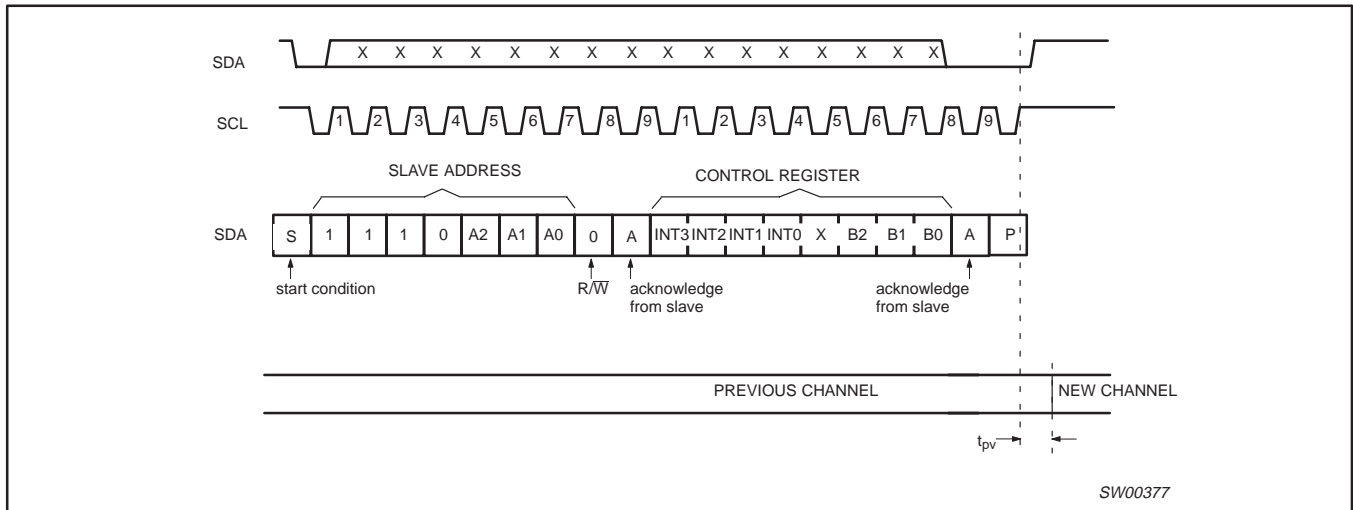 SDA X X X X X X X X X X X X X X X X
SCL 1 2 3 4 5 6 7 8 9 1 2 3 4 5 6 7 8 9
SLAVE ADDRESS CONTROL REGISTER
SDA S 1 1 1 0 A2 A1 A0 0 A INT3 INT2 INT1 INT0 X B2 B1 B0 A P
start condition R/W̅ acknowledge acknowledge
from slave from slave
PREVIOUS CHANNEL NEW CHANNEL
tpv
SW00377